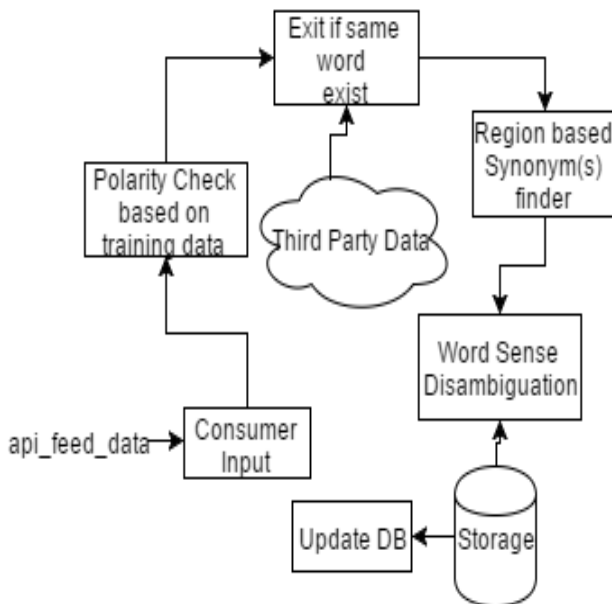 Exit if same
word
exist
Polarity Check
based on
training data
Region based
Synonym(s)
finder
Third Party Data
Word Sense
Disambiguation
api_feed_data
Consumer
Input
Update DB
Storage